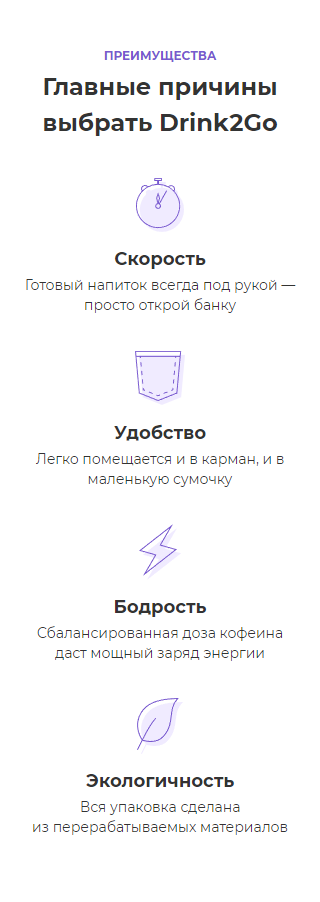 ПРЕИМУЩЕСТВА
Главные причины
выбрать Drink2Go
Скорость
Готовый напиток всегда под рукой —
просто открой банку
Удобство
Легко помещается и в карман, и в
маленькую сумочку
Бодрость
Сбалансированная доза кофеина
даст мощный заряд энергии
Экологичность
Вся упаковка сделана
из перерабатываемых материалов